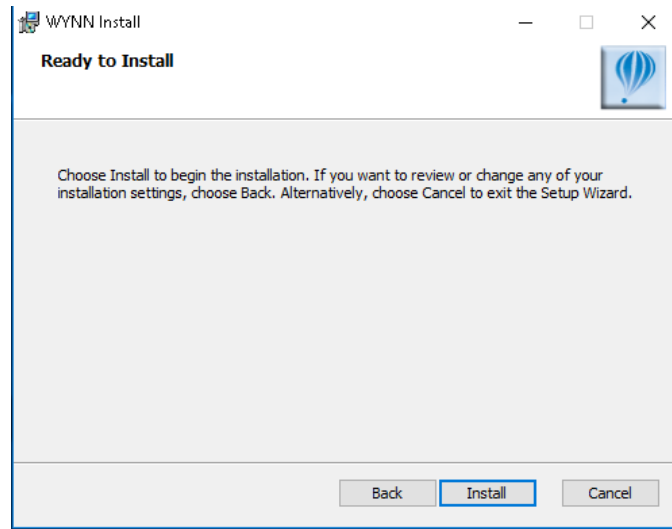 WYNN Install
Ready to Install
Choose Install to begin the installation. If you want to review or change any of your
installation settings, choose Back. Alternatively, choose Cancel to exit the Setup Wizard.
Back Install Cancel